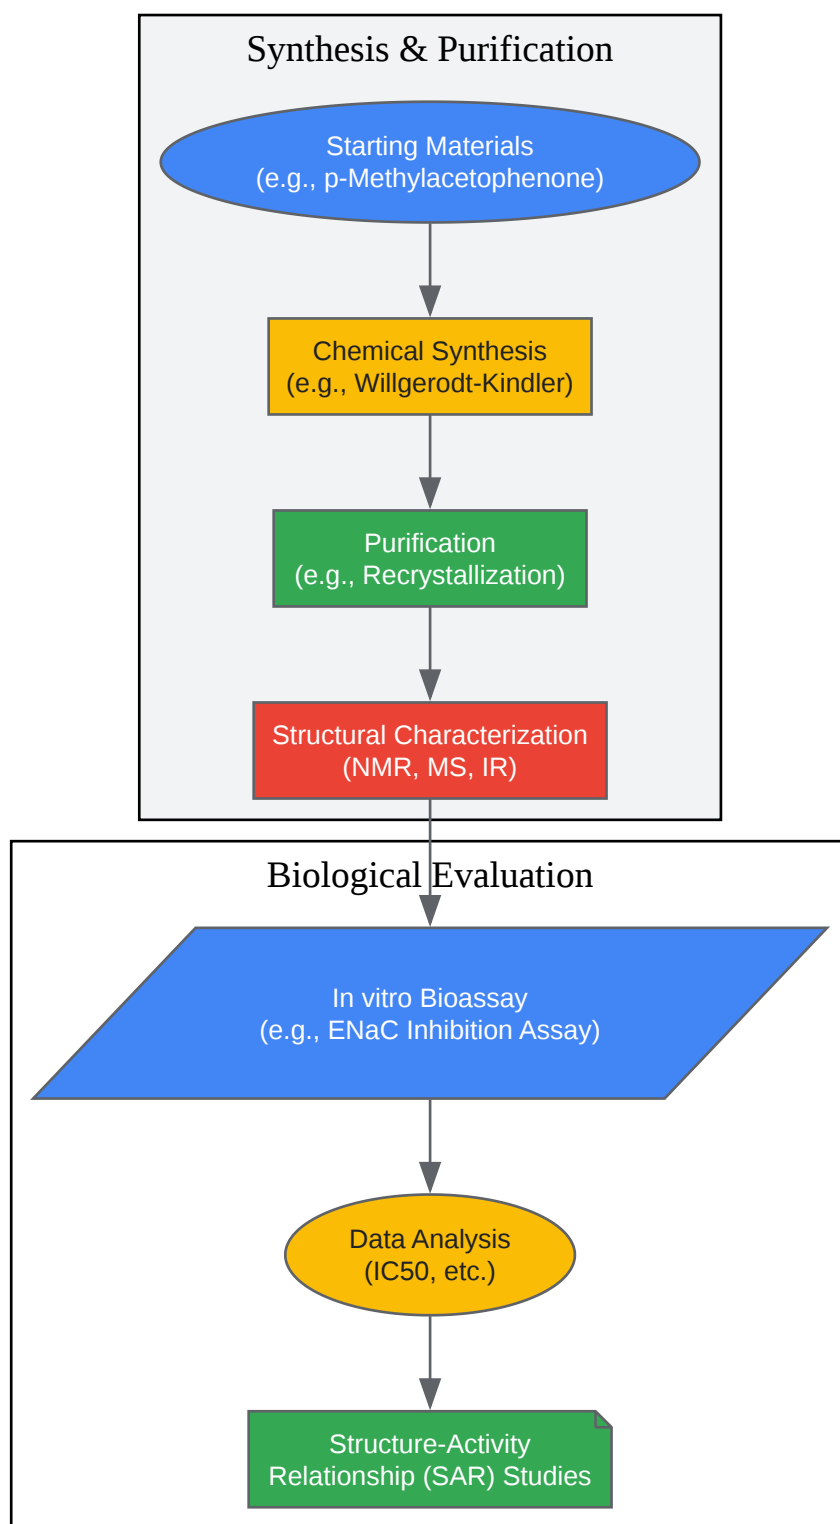 Synthesis & Purification
Starting Materials
(e.g., p-Methylacetophenone)
Chemical Synthesis
(e.g., Willgerodt-Kindler)
Purification
(e.g., Recrystallization)
Structural Characterization
(NMR, MS, IR)
Biological Evaluation
In vitro Bioassay
(e.g., ENaC Inhibition Assay)
Data Analysis
(IC50, etc.)
Structure-Activity
Relationship (SAR) Studies